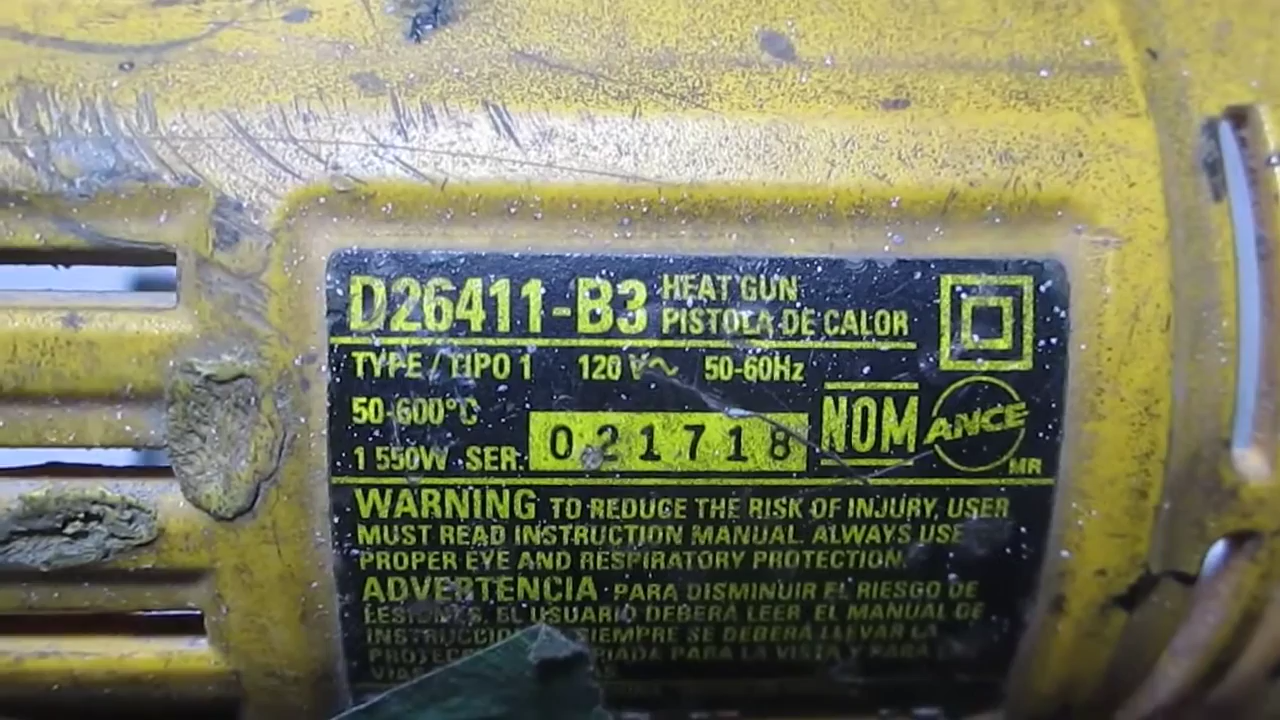 D26411-B3 HEAT GUN
PISTOLA DE CALOR
TYPE / TIPO 1 120 V~ 50-60Hz
50-600°C
1 550W SER. 021718
NOM ANCE MR
WARNING TO REDUCE THE RISK OF INJURY, USER
MUST READ INSTRUCTION MANUAL. ALWAYS USE
PROPER EYE AND RESPIRATORY PROTECTION.
ADVERTENCIA PARA DISMINUIR EL RIESGO DE
LESIONES, EL USUARIO DEBERÁ LEER EL MANUAL DE
SIEMPRE SE DEBERÁ LLEVAR LA
PARA LA VISTA Y PARA